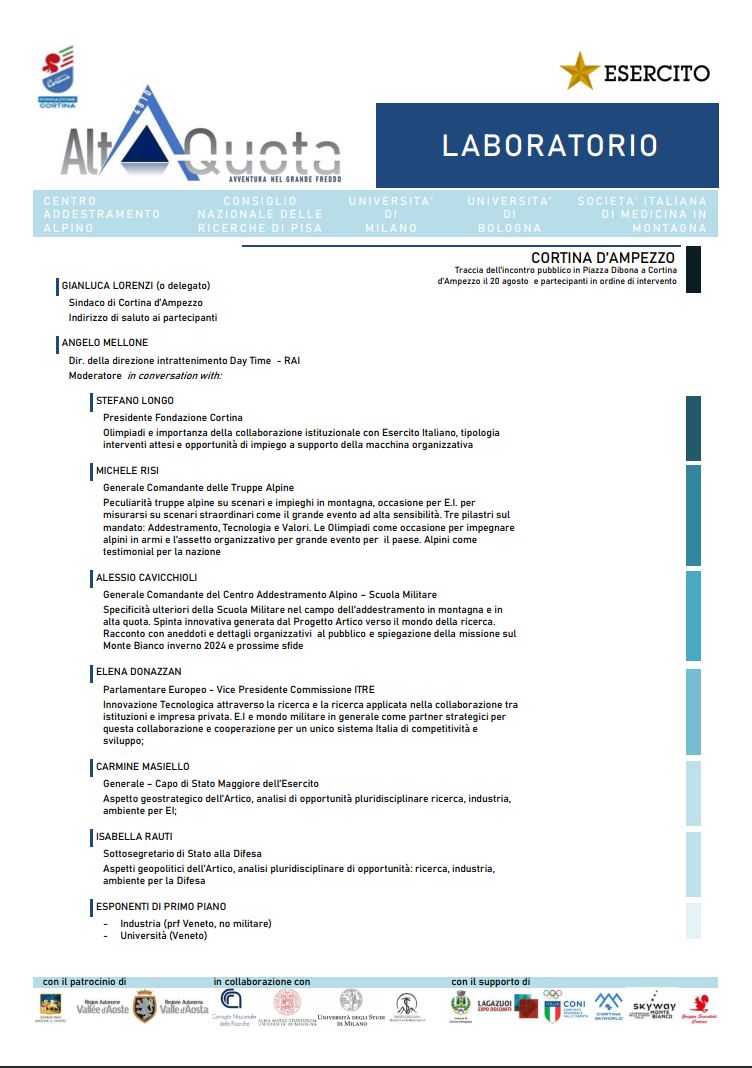 Cortina
FONDAZIONE
CORTINA
ESERCITO
4810
Alt Quota
AVVENTURA NEL GRANDE FREDDO
LABORATORIO
CENTRO ADDESTRAMENTO ALPINO
CONSIGLIO NAZIONALE DELLE RICERCHE DI PISA
UNIVERSITA' DI MILANO
UNIVERSITA' DI BOLOGNA
SOCIETA' ITALIANA DI MEDICINA IN MONTAGNA
CORTINA D'AMPEZZO
Traccia dell'incontro pubblico in Piazza Dibona a Cortina
d'Ampezzo il 20 agosto e partecipanti in ordine di intervento
GIANLUCA LORENZI (o delegato)
Sindaco di Cortina d'Ampezzo
Indirizzo di saluto ai partecipanti
ANGELO MELLONE
Dir. della direzione intrattenimento Day Time - RAI
Moderatore in conversation with:
STEFANO LONGO
Presidente Fondazione Cortina
Olimpiadi e importanza della collaborazione istituzionale con Esercito Italiano, tipologia
interventi attesi e opportunità di impiego a supporto della macchina organizzativa
MICHELE RISI
Generale Comandante delle Truppe Alpine
Peculiarità truppe alpine su scenari e impieghi in montagna, occasione per E.I. per
misurarsi su scenari straordinari come il grande evento ad alta sensibilità. Tre pilastri sul
mandato: Addestramento, Tecnologia e Valori. Le Olimpiadi come occasione per impegnare
alpini in armi e l'assetto organizzativo per grande evento per il paese. Alpini come
testimonial per la nazione
ALESSIO CAVICCHIOLI
Generale Comandante del Centro Addestramento Alpino – Scuola Militare
Specificità ulteriori della Scuola Militare nel campo dell'addestramento in montagna e in
alta quota. Spinta innovativa generata dal Progetto Artico verso il mondo della ricerca.
Racconto con aneddoti e dettagli organizzativi al pubblico e spiegazione della missione sul
Monte Bianco inverno 2024 e prossime sfide
ELENA DONAZZAN
Parlamentare Europeo - Vice Presidente Commissione ITRE
Innovazione Tecnologica attraverso la ricerca e la ricerca applicata nella collaborazione tra
istituzioni e impresa privata. E.I e mondo militare in generale come partner strategici per
questa collaborazione e cooperazione per un unico sistema Italia di competitività e
sviluppo;
CARMINE MASIELLO
Generale – Capo di Stato Maggiore dell'Esercito
Aspetto geostrategico dell'Artico, analisi di opportunità pluridisciplinare ricerca, industria,
ambiente per EI;
ISABELLA RAUTI
Sottosegretario di Stato alla Difesa
Aspetti geopolitici dell'Artico, analisi pluridisciplinare di opportunità: ricerca, industria,
ambiente per la Difesa
ESPONENTI DI PRIMO PIANO
- Industria (prf Veneto, no militare)
- Università (Veneto)
con il patrocinio di
in collaborazione con
con il supporto di
Région Autonome
Vallée d'Aoste
Regione Autonoma
Valle d'Aosta
Consiglio Nazionale
delle Ricerche
ALMA MATER STUDIORUM
UNIVERSITÀ DI BOLOGNA
UNIVERSITÀ DEGLI STUDI
DI MILANO
LAGAZUOI
EXPO DOLOMITI
ITALIA
CONI
CORTINA
SKIWORLD
SKYWAY
MONTE
BIANCO
Gruppo Scoiattoli
Cortina